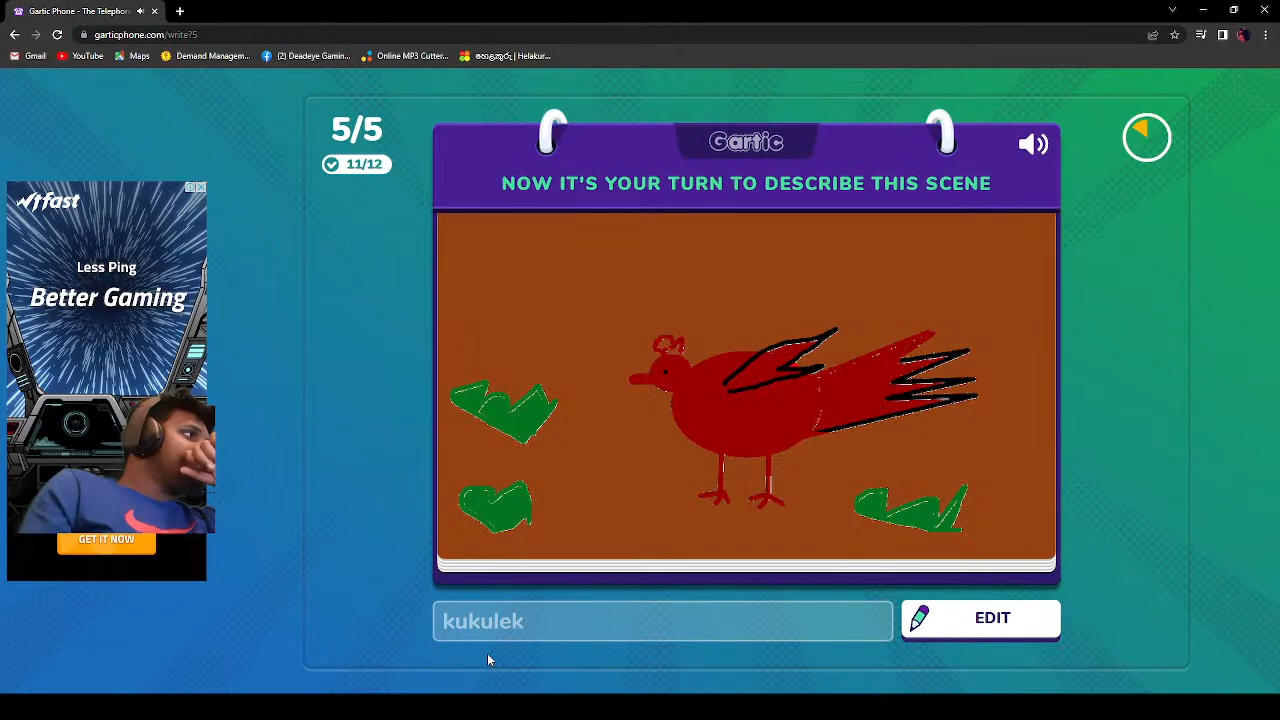 Gartic Phone - The Telephon
garticphone.com/write?5
Gmail
YouTube
Maps
Demand Managem...
(2) Deadeye Gamin...
Online MP3 Cutter...
| Helakur...
5/5
11/12
Gartic
NOW IT'S YOUR TURN TO DESCRIBE THIS SCENE
wtfast
Less Ping
Better Gaming
GET IT NOW
kukulek
EDIT